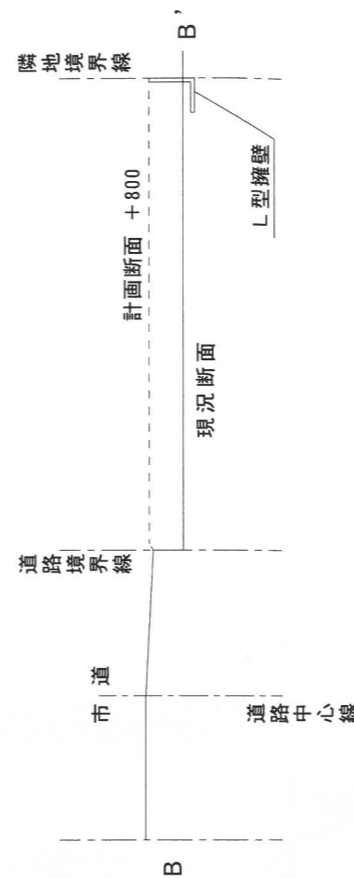 隣地境界線
B'
計画断面 +800
L型擁壁
現況断面
道路境界線
市道
道路中心線
B